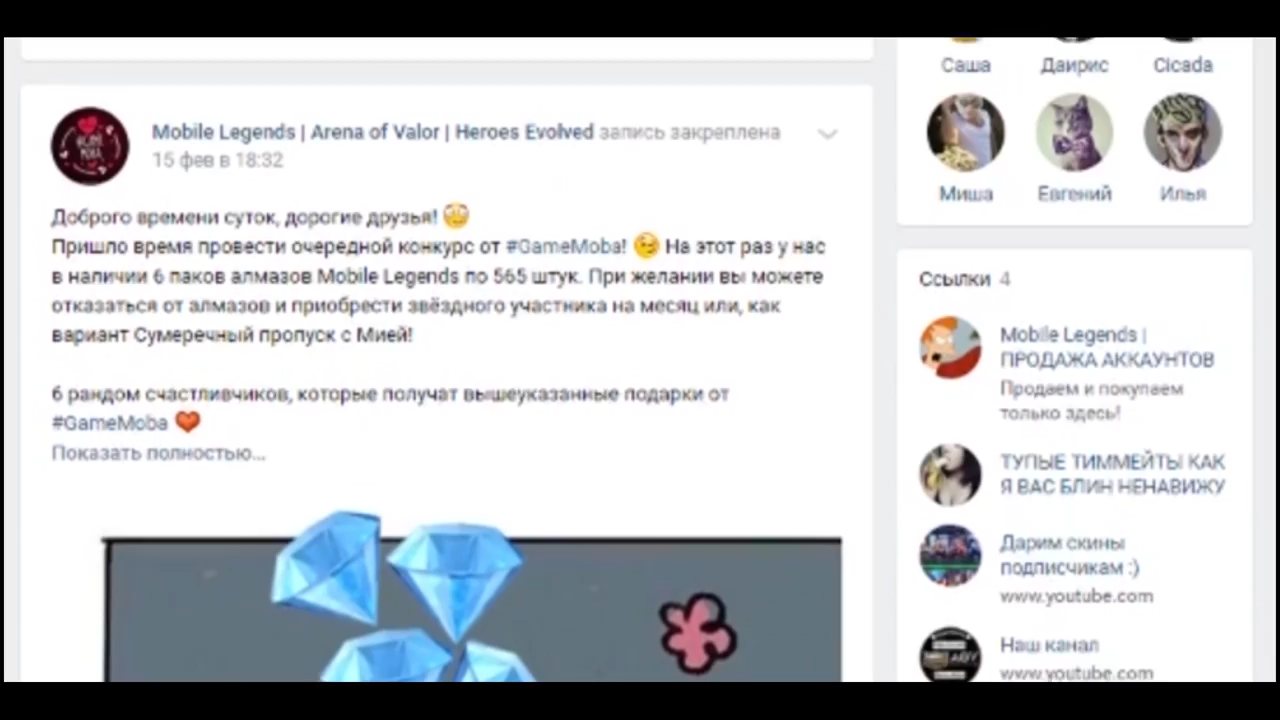 Mobile Legends | Arena of Valor | Heroes Evolved запись закреплена
15 фев в 18:32
Доброго времени суток, дорогие друзья!
Пришло время провести очередной конкурс от #GameMoba! На этот раз у нас
в наличии 6 паков алмазов Mobile Legends по 565 штук. При желании вы можете
отказаться от алмазов и приобрести звёздного участника на месяц или, как
вариант Сумеречный пропуск с Мией!
6 рандом счастливчиков, которые получат вышеуказанные подарки от
#GameMoba
Показать полностью...
Саша Даирис Cicada
Миша Евгений Илья
Ссылки 4
Mobile Legends |
ПРОДАЖА АККАУНТОВ
Продаем и покупаем
только здесь!
ТУПЫЕ ТИММЕЙТЫ КАК
Я ВАС БЛИН НЕНАВИЖУ
Дарим скины
подписчикам :)
www.youtube.com
Наш канал
www.youtube.com